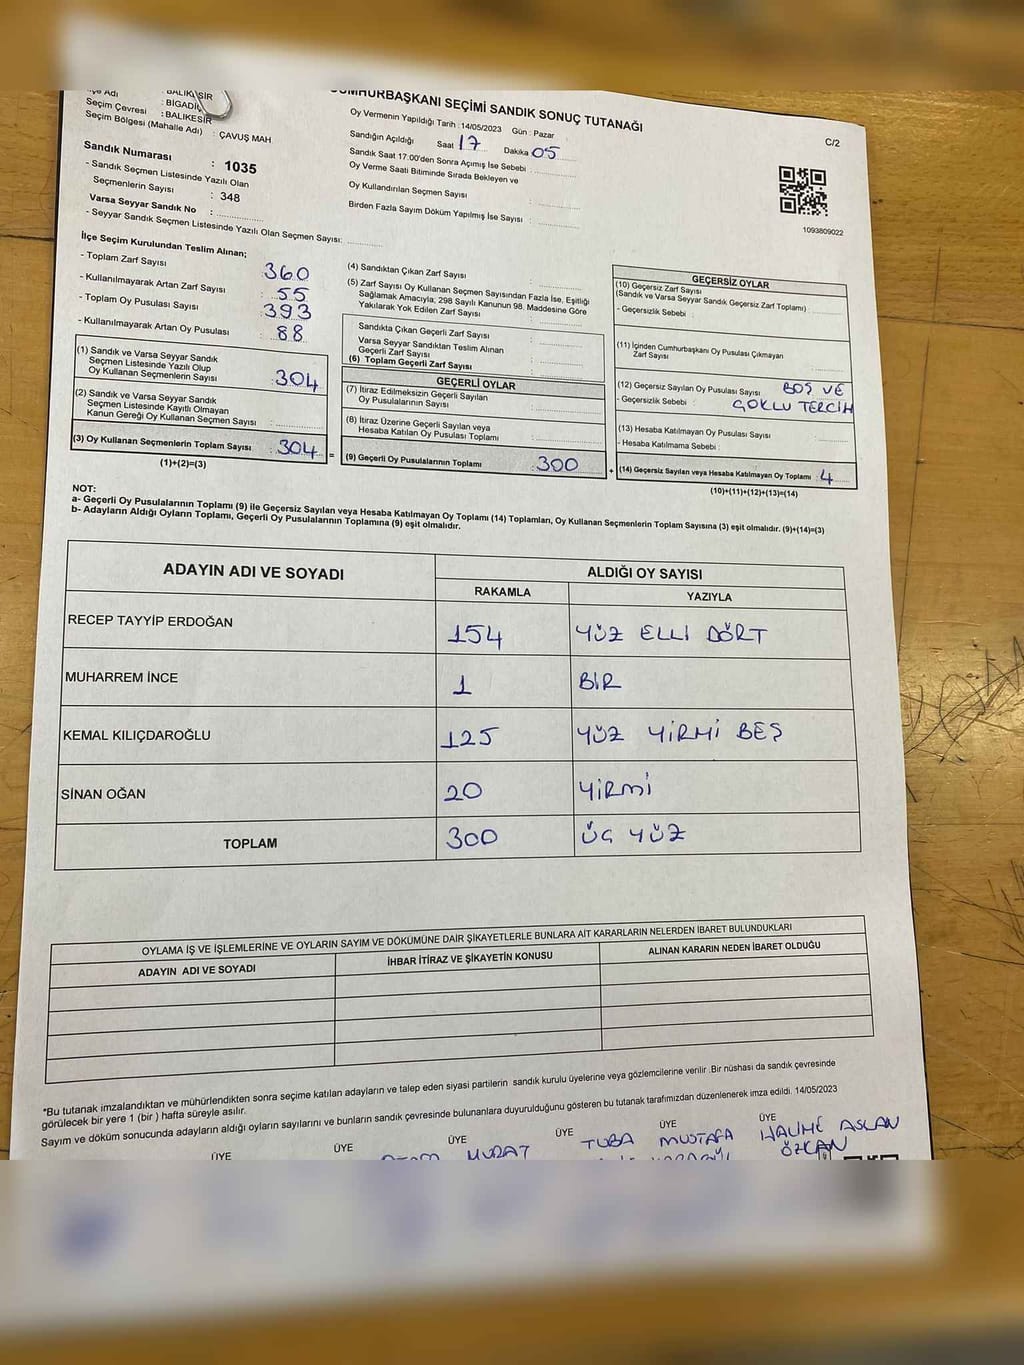 BALIKESİR
Seçim Çevresi : BİGADİÇ
: BALIKESİR
Seçim Bölgesi (Mahalle Adı) : ÇAVUŞ MAH
Sandık Numarası : 1035
- Sandık Seçmen Listesinde Yazılı Olan
Seçmenlerin Sayısı : 348
Varsa Seyyar Sandık No :
- Seyyar Sandık Seçmen Listesinde Yazılı Olan Seçmen Sayısı:
CUMHURBAŞKANI SEÇİMİ SANDIK SONUÇ TUTANAĞI
Oy Vermenin Yapıldığı Tarih : 14/05/2023 Gün : Pazar
Sandığın Açıldığı Saat 17 Dakika 05
Sandık Saat 17.00'den Sonra Açımış İse Sebebi :
Oy Verme Saati Bitiminde Sırada Bekleyen ve
Oy Kullandırılan Seçmen Sayısı :
Birden Fazla Sayım Döküm Yapılmış İse Sayısı :
C/2
1093809022
İlçe Seçim Kurulundan Teslim Alınan;
- Toplam Zarf Sayısı : 360
- Kullanılmayarak Artan Zarf Sayısı : 55
- Toplam Oy Pusulası Sayısı : 393
- Kullanılmayarak Artan Oy Pusulası : 88
(1) Sandık ve Varsa Seyyar Sandık
Seçmen Listesinde Yazılı Olup
Oy Kullanan Seçmenlerin Sayısı : 304
(2) Sandık ve Varsa Seyyar Sandık
Seçmen Listesinde Kayıtlı Olmayan
Kanun Gereği Oy Kullanan Seçmen Sayısı :
(3) Oy Kullanan Seçmenlerin Toplam Sayısı : 304 =
(1)+(2)=(3)
(4) Sandıktan Çıkan Zarf Sayısı :
(5) Zarf Sayısı Oy Kullanan Seçmen Sayısından Fazla İse, Eşitliği
Sağlamak Amacıyla; 298 Sayılı Kanunun 98. Maddesine Göre
Yakılarak Yok Edilen Zarf Sayısı :
Sandıkta Çıkan Geçerli Zarf Sayısı :
Varsa Seyyar Sandıktan Teslim Alınan
Geçerli Zarf Sayısı :
(6) Toplam Geçerli Zarf Sayısı :
GEÇERLİ OYLAR
(7) İtiraz Edilmeksizin Geçerli Sayılan
Oy Pusulalarının Sayısı :
(8) İtiraz Üzerine Geçerli Sayılan veya
Hesaba Katılan Oy Pusulası Toplamı :
(9) Geçerli Oy Pusulalarının Toplamı : 300 +
GEÇERSİZ OYLAR
(10) Geçersiz Zarf Sayısı
(Sandık ve Varsa Seyyar Sandık Geçersiz Zarf Toplamı) :
- Geçersizlik Sebebi :
(11) İçinden Cumhurbaşkanı Oy Pusulası Çıkmayan
Zarf Sayısı :
(12) Geçersiz Sayılan Oy Pusulası Sayısı : BOŞ VE
- Geçersizlik Sebebi : ÇOKLU TERCİH
(13) Hesaba Katılmayan Oy Pusulası Sayısı :
- Hesaba Katılmama Sebebi :
(14) Geçersiz Sayılan veya Hesaba Katılmayan Oy Toplamı : 4
(10)+(11)+(12)+(13)=(14)
NOT:
a- Geçerli Oy Pusulalarının Toplamı (9) ile Geçersiz Sayılan veya Hesaba Katılmayan Oy Toplamı (14) Toplamları, Oy Kullanan Seçmenlerin Toplam Sayısına (3) eşit olmalıdır. (9)+(14)=(3)
b- Adayların Aldığı Oyların Toplamı, Geçerli Oy Pusulalarının Toplamına (9) eşit olmalıdır.
ADAYIN ADI VE SOYADI ALDIĞI OY SAYISI
RAKAMLA YAZIYLA
RECEP TAYYİP ERDOĞAN 154 YÜZ ELLİ DÖRT
MUHARREM İNCE 1 BİR
KEMAL KILIÇDAROĞLU 125 YÜZ YİRMİ BEŞ
SİNAN OĞAN 20 YİRMİ
TOPLAM 300 ÜÇ YÜZ
OYLAMA İŞ VE İŞLEMLERİNE VE OYLARIN SAYIM VE DÖKÜMÜNE DAİR ŞİKAYETLERLE BUNLARA AİT KARARLARIN NELERDEN İBARET BULUNDUKLARI
ADAYIN ADI VE SOYADI İHBAR İTİRAZ VE ŞİKAYETİN KONUSU ALINAN KARARIN NEDEN İBARET OLDUĞU
*Bu tutanak imzalandıktan ve mühürlendikten sonra seçime katılan adayların ve talep eden siyasi partilerin sandık kurulu üyelerine veya gözlemcilerine verilir .Bir nüshası da sandık çevresinde
görülecek bir yere 1 (bir ) hafta süreyle asılır.
Sayım ve döküm sonucunda adayların aldığı oyların sayılarını ve bunların sandık çevresinde bulunanlara duyurulduğunu gösteren bu tutanak tarafımızdan düzenlenerek imza edildi. 14/05/2023
ÜYE ÜYE ÜYE ÜYE ÜYE ÜYE
MURAT TUBA MUSTAFA HALİME ASLAN
ÖZKAN